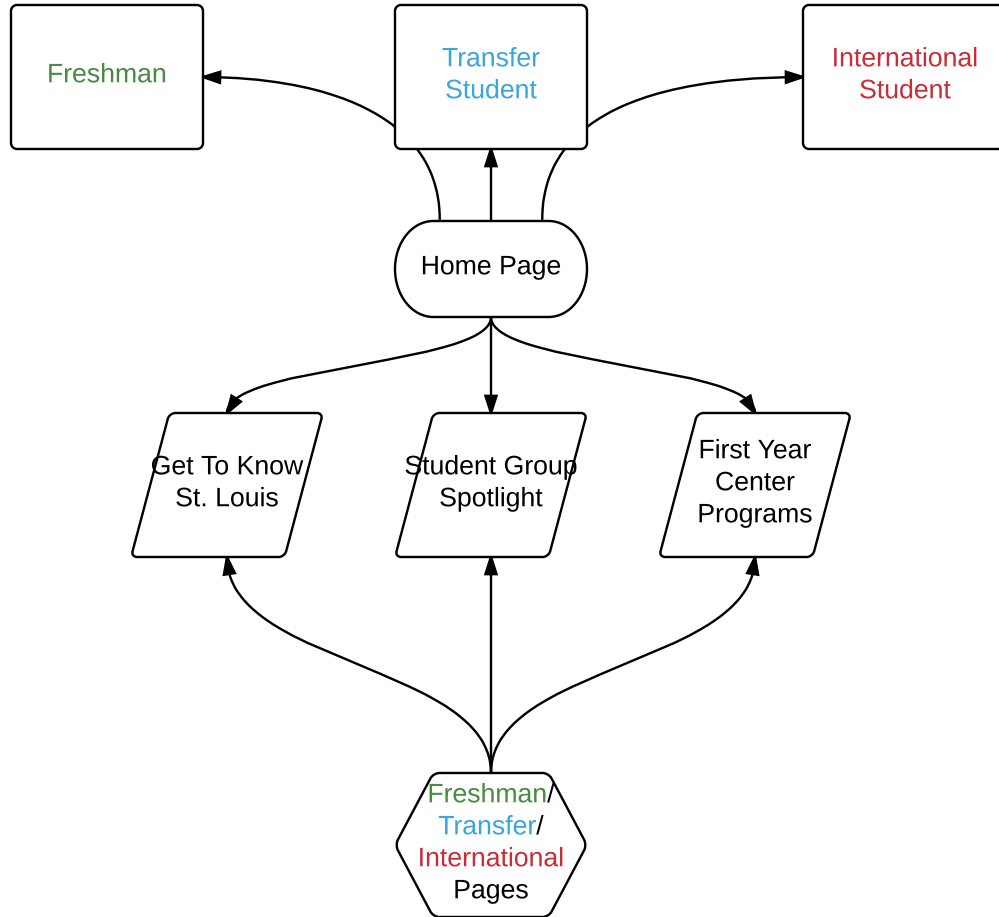 Freshman
Transfer
Student
International
Student
Home Page
Get To Know
St. Louis
Student Group
Spotlight
First Year
Center
Programs
Freshman/
Transfer/
International
Pages